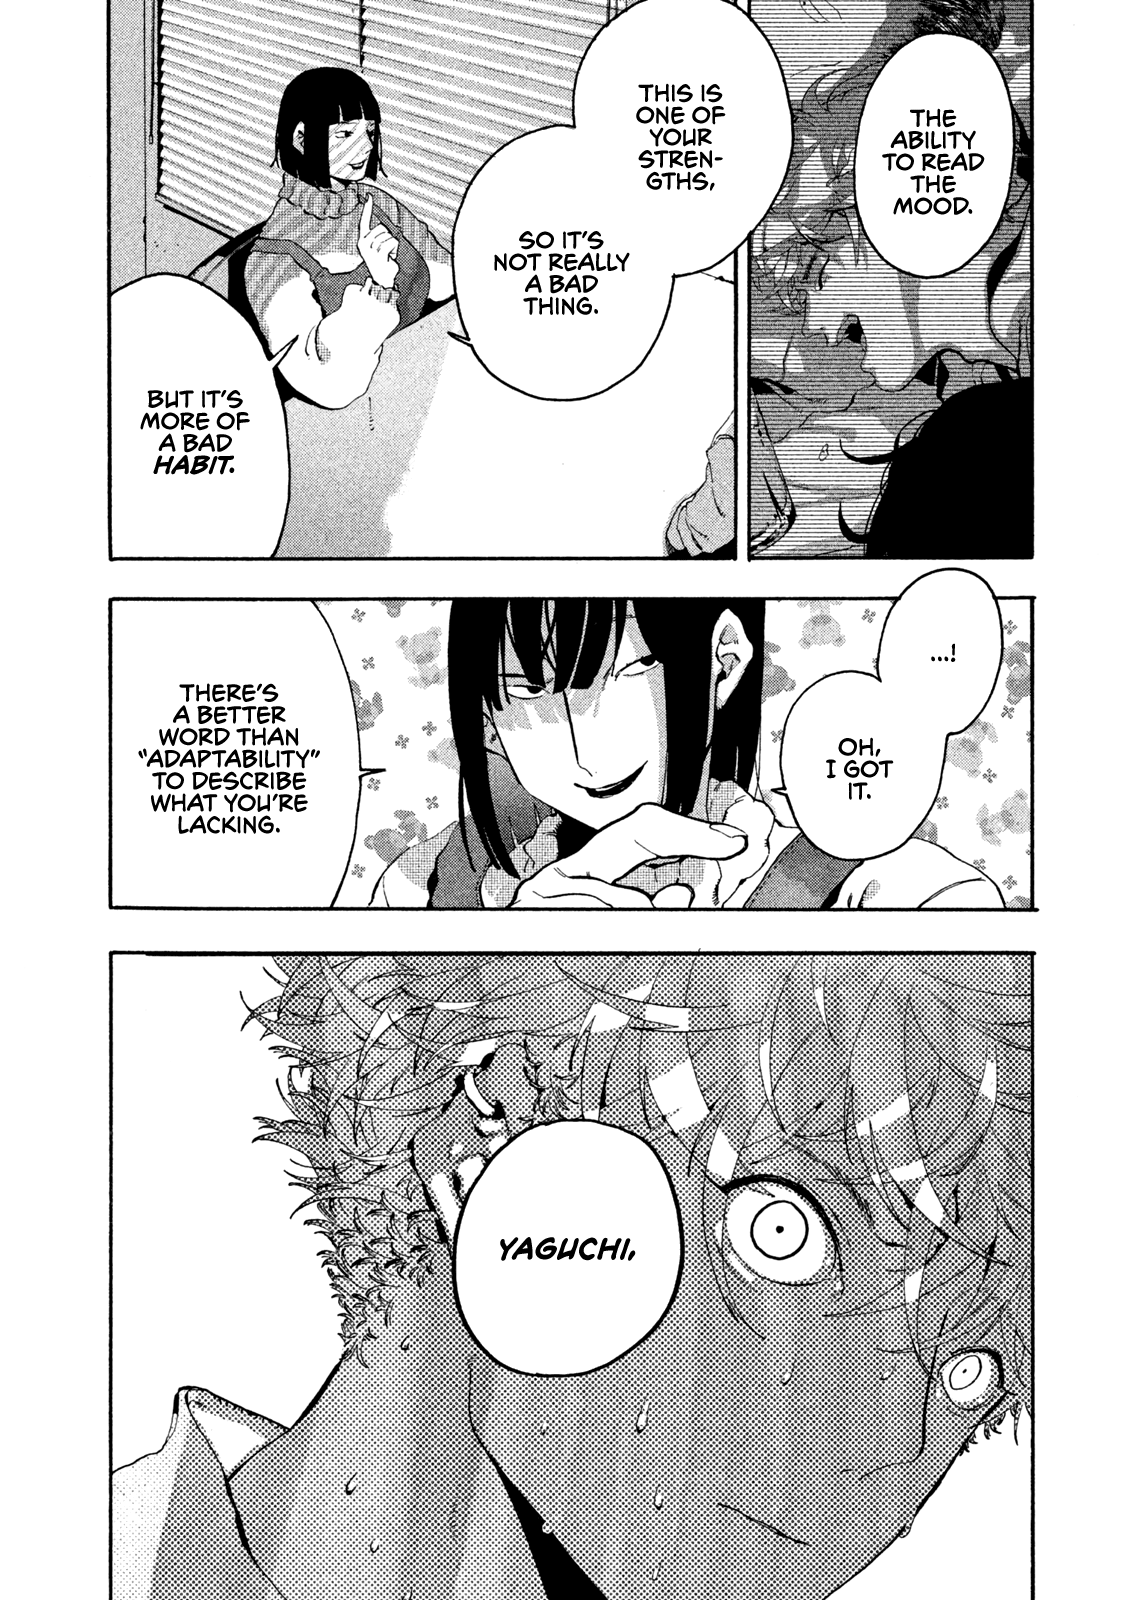 THE
ABILITY
TO READ
THE
MOOD.
THIS IS
ONE OF
YOUR
STREN-
GTHS,
SO IT'S
NOT REALLY
A BAD
THING.
BUT IT'S
MORE OF
A BAD
HABIT.
...!
OH,
I GOT
IT.
THERE'S
A BETTER
WORD THAN
"ADAPTABILITY"
TO DESCRIBE
WHAT YOU'RE
LACKING.
YAGUCHI,